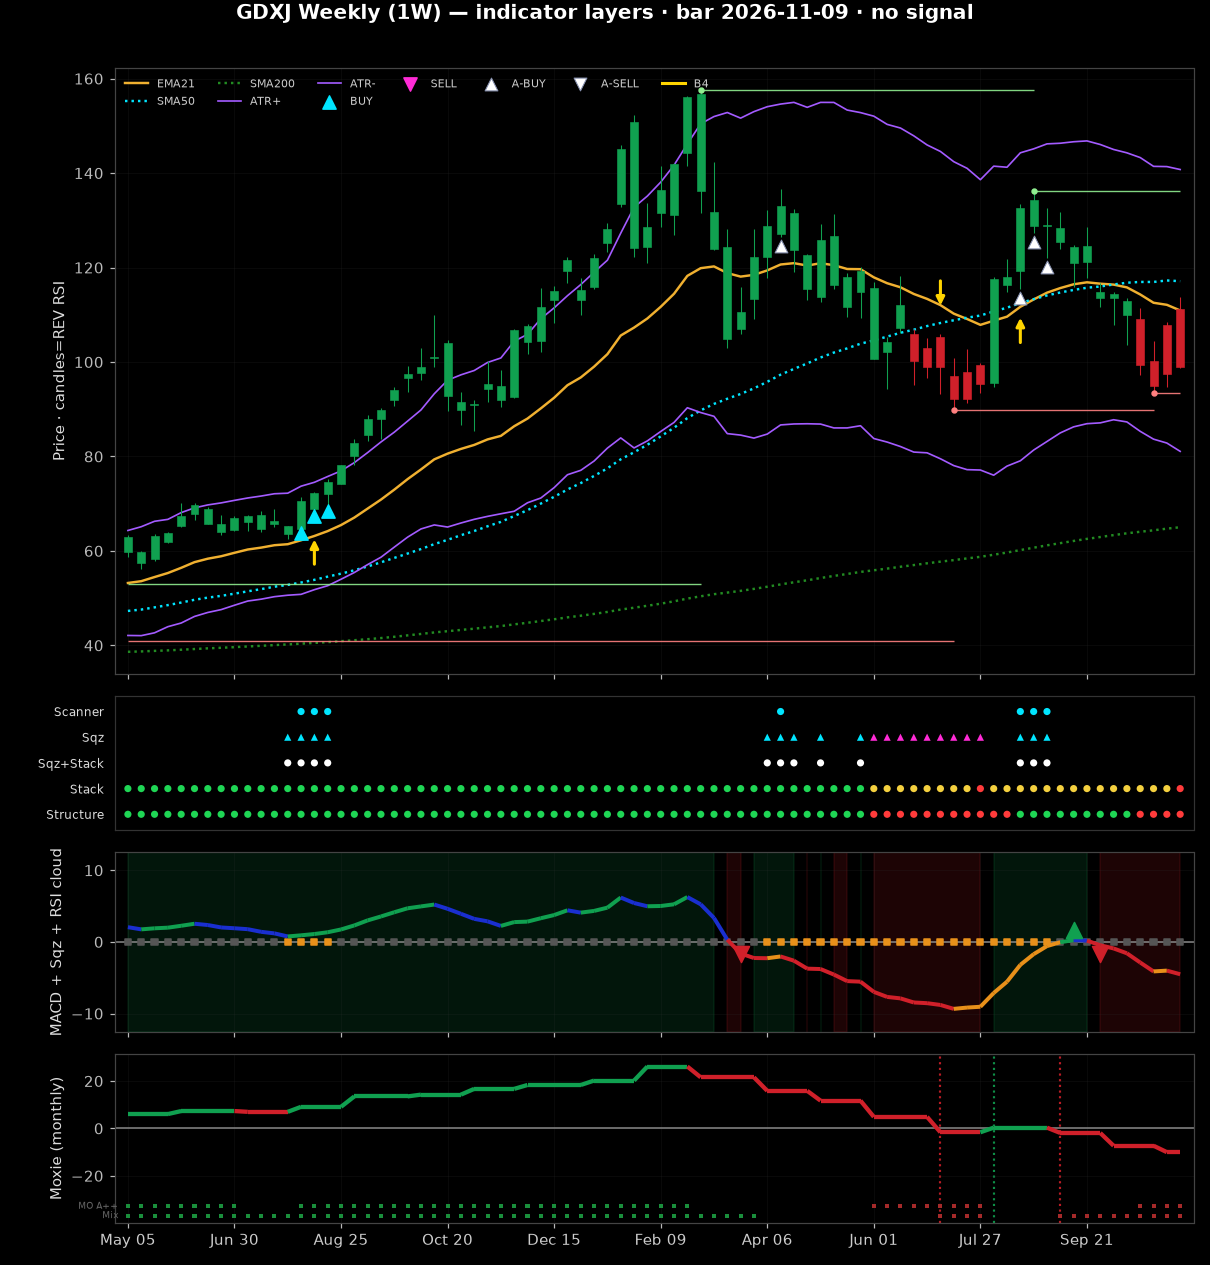 GDXJ Weekly (1W) — indicator layers · bar 2026-11-09 · no signal
EMA21 SMA200 ATR- SELL A-BUY A-SELL B4
SMA50 ATR+ BUY
Price · candles=REV RSI
160
140
120
100
80
60
40
Scanner
Sqz
Sqz+Stack
Stack
Structure
MACD + Sqz + RSI cloud
10
0
−10
Moxie (monthly)
20
0
−20
MO A++
Mix
May 05 Jun 30 Aug 25 Oct 20 Dec 15 Feb 09 Apr 06 Jun 01 Jul 27 Sep 21